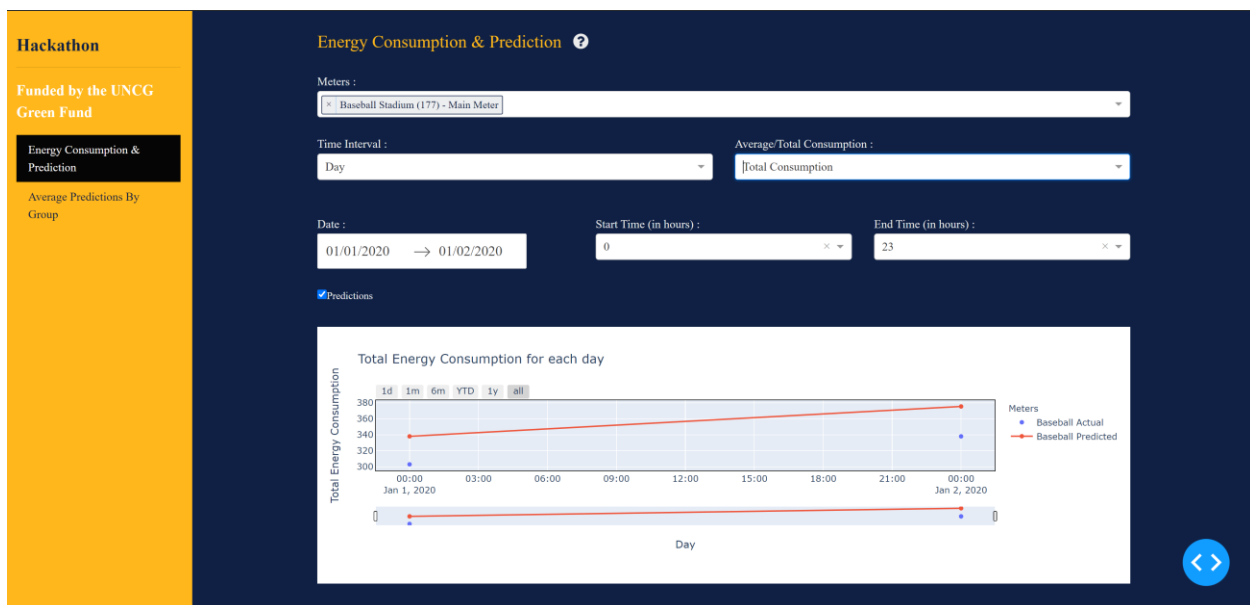 Hackathon
Funded by the UNCG
Green Fund
Energy Consumption &
Prediction
Average Predictions By
Group
Energy Consumption & Prediction ?
Meters :
× Baseball Stadium (177) - Main Meter
Time Interval :
Day
Average/Total Consumption :
Total Consumption
Date :
01/01/2020 → 01/02/2020
Start Time (in hours) :
0 ×
End Time (in hours) :
23 ×
Predictions
Total Energy Consumption for each day
1d 1m 6m YTD 1y all
Total Energy Consumption
380
360
340
320
300
00:00 03:00 06:00 09:00 12:00 15:00 18:00 21:00 00:00
Jan 1, 2020 Jan 2, 2020
Day
Meters
Baseball Actual
Baseball Predicted